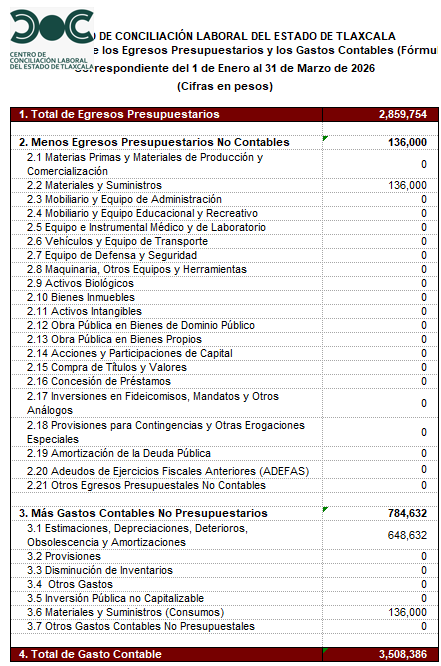 CENTRO DE
CONCILIACIÓN LABORAL
DEL ESTADO DE TLAXCALA
O DE CONCILIACIÓN LABORAL DEL ESTADO DE TLAXCALA
e los Egresos Presupuestarios y los Gastos Contables (Fórmu
orrespondiente del 1 de Enero al 31 de Marzo de 2026
(Cifras en pesos)
1. Total de Egresos Presupuestarios 2,859,754
2. Menos Egresos Presupuestarios No Contables 136,000
2.1 Materias Primas y Materiales de Producción y
Comercialización 0
2.2 Materiales y Suministros 136,000
2.3 Mobiliario y Equipo de Administración 0
2.4 Mobiliario y Equipo Educacional y Recreativo 0
2.5 Equipo e Instrumental Médico y de Laboratorio 0
2.6 Vehículos y Equipo de Transporte 0
2.7 Equipo de Defensa y Seguridad 0
2.8 Maquinaria, Otros Equipos y Herramientas 0
2.9 Activos Biológicos 0
2.10 Bienes Inmuebles 0
2.11 Activos Intangibles 0
2.12 Obra Pública en Bienes de Dominio Público 0
2.13 Obra Pública en Bienes Propios 0
2.14 Acciones y Participaciones de Capital 0
2.15 Compra de Títulos y Valores 0
2.16 Concesión de Préstamos 0
2.17 Inversiones en Fideicomisos, Mandatos y Otros
Análogos 0
2.18 Provisiones para Contingencias y Otras Erogaciones
Especiales 0
2.19 Amortización de la Deuda Pública 0
2.20 Adeudos de Ejercicios Fiscales Anteriores (ADEFAS) 0
2.21 Otros Egresos Presupuestales No Contables 0
3. Más Gastos Contables No Presupuestarios 784,632
3.1 Estimaciones, Depreciaciones, Deterioros,
Obsolescencia y Amortizaciones 648,632
3.2 Provisiones 0
3.3 Disminución de Inventarios 0
3.4 Otros Gastos 0
3.5 Inversión Pública no Capitalizable 0
3.6 Materiales y Suministros (Consumos) 136,000
3.7 Otros Gastos Contables No Presupuestales 0
4. Total de Gasto Contable 3,508,386